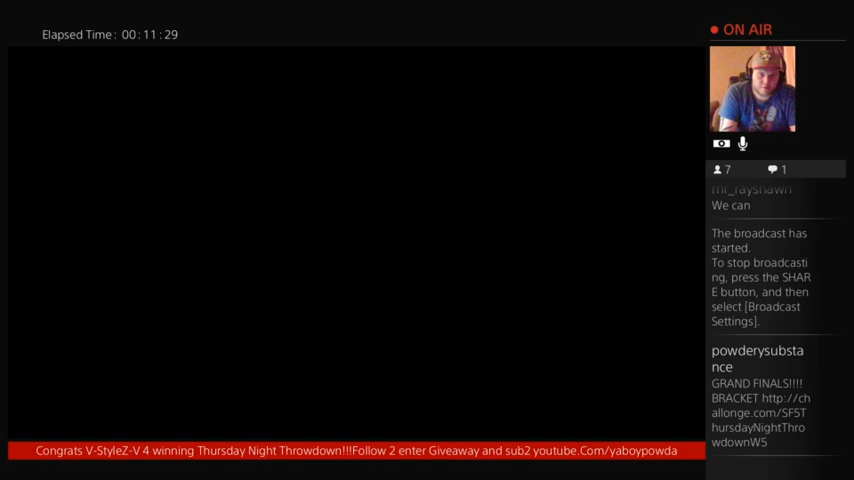 Elapsed Time: 00:11:29
ON AIR
7
1
mr_rayshawn
We can
The broadcast has
started.
To stop broadcasti
ng, press the SHAR
E button, and then
select [Broadcast
Settings].
powderysubsta
nce
GRAND FINALS!!!!
BRACKET http://ch
allonge.com/SF5T
hursdayNightThro
wdownW5
Congrats V-StyleZ-V 4 winning Thursday Night Throwdown!!!Follow 2 enter Giveaway and sub2 youtube.Com/yaboypowda